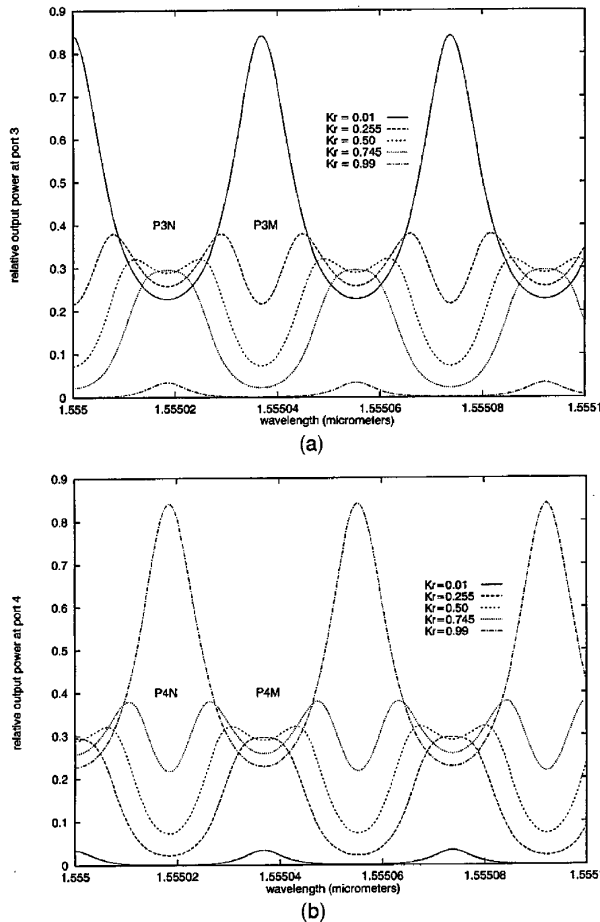 0.9
0.8
0.7
0.6
0.5
0.4
0.3
0.2
0.1
0
relative output power at port 3
Kr = 0.01
Kr = 0.255
Kr = 0.50
Kr = 0.745
Kr = 0.99
P3N P3M
1.555 1.55502 1.55504 1.55506 1.55508 1.5551
wavelength (micrometers)
(a)
0.9
0.8
0.7
0.6
0.5
0.4
0.3
0.2
0.1
0
relative output power at port 4
Kr=0.01
Kr=0.255
Kr=0.50
Kr=0.745
Kr=0.99
P4N P4M
1.555 1.55502 1.55504 1.55506 1.55508 1.5551
wavelength (micrometers)
(b)